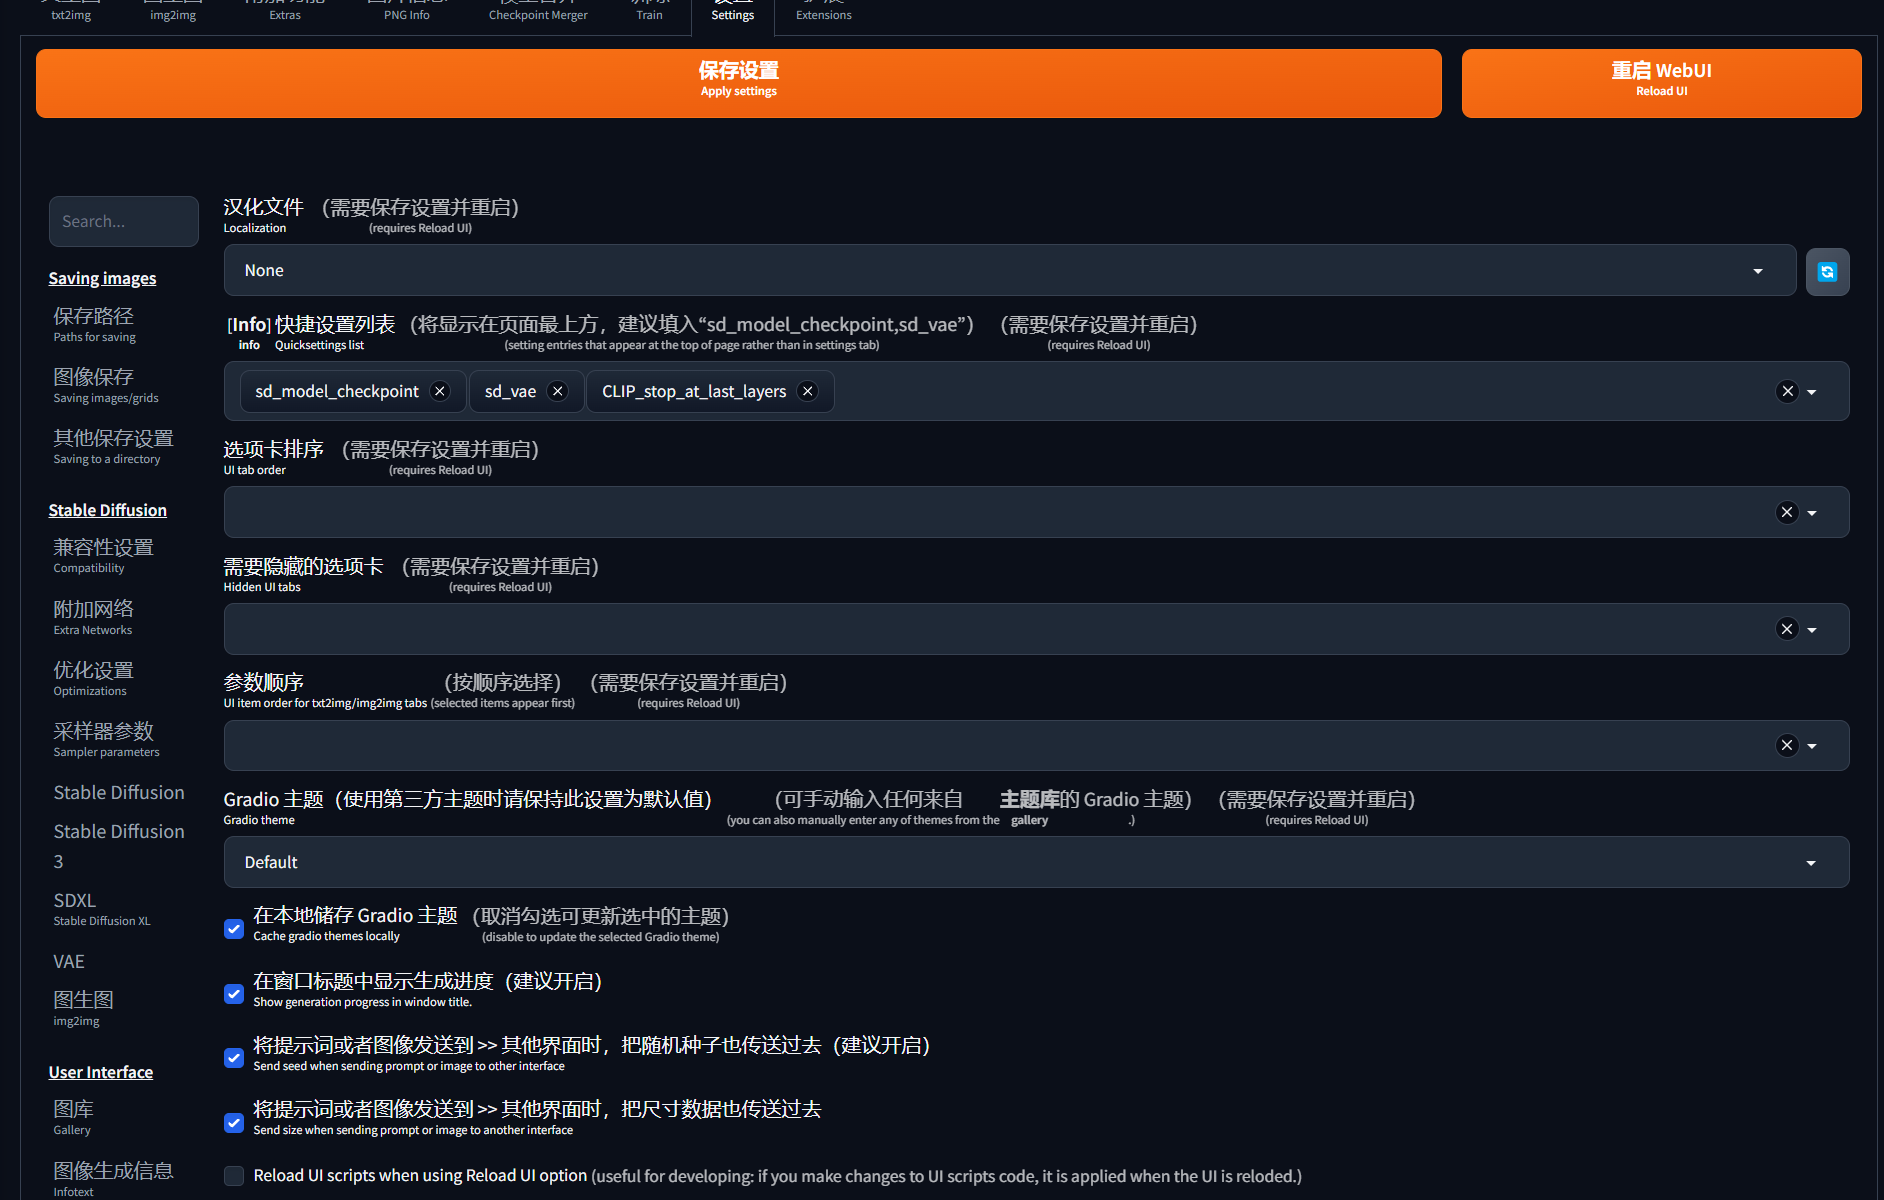 txt2img
img2img
Extras
PNG Info
Checkpoint Merger
Train
设置
Settings
Extensions
保存设置
Apply settings
重启 WebUI
Reload UI
Search...
Saving images
保存路径
Paths for saving
图像保存
Saving images/grids
其他保存设置
Saving to a directory
Stable Diffusion
兼容性设置
Compatibility
附加网络
Extra Networks
优化设置
Optimizations
采样器参数
Sampler parameters
Stable Diffusion
Stable Diffusion
3
SDXL
Stable Diffusion XL
VAE
图生图
img2img
User Interface
图库
Gallery
图像生成信息
Infotext
汉化文件 （需要保存设置并重启）
Localization (requires Reload UI)
None
[Info] 快捷设置列表 （将显示在页面最上方，建议填入“sd_model_checkpoint,sd_vae”） （需要保存设置并重启）
info Quicksettings list (setting entries that appear at the top of page rather than in settings tab) (requires Reload UI)
sd_model_checkpoint sd_vae CLIP_stop_at_last_layers
选项卡排序 （需要保存设置并重启）
UI tab order (requires Reload UI)
需要隐藏的选项卡 （需要保存设置并重启）
Hidden UI tabs (requires Reload UI)
参数顺序 （按顺序选择） （需要保存设置并重启）
UI item order for txt2img/img2img tabs (selected items appear first) (requires Reload UI)
Gradio 主题（使用第三方主题时请保持此设置为默认值） （可手动输入任何来自 主题库的 Gradio 主题） （需要保存设置并重启）
Gradio theme (you can also manually enter any of themes from the gallery .) (requires Reload UI)
Default
在本地储存 Gradio 主题 （取消勾选可更新选中的主题）
Cache gradio themes locally (disable to update the selected Gradio theme)
在窗口标题中显示生成进度（建议开启）
Show generation progress in window title.
将提示词或者图像发送到 >> 其他界面时，把随机种子也传送过去（建议开启）
Send seed when sending prompt or image to other interface
将提示词或者图像发送到 >> 其他界面时，把尺寸数据也传送过去
Send size when sending prompt or image to another interface
Reload UI scripts when using Reload UI option (useful for developing: if you make changes to UI scripts code, it is applied when the UI is reloded.)